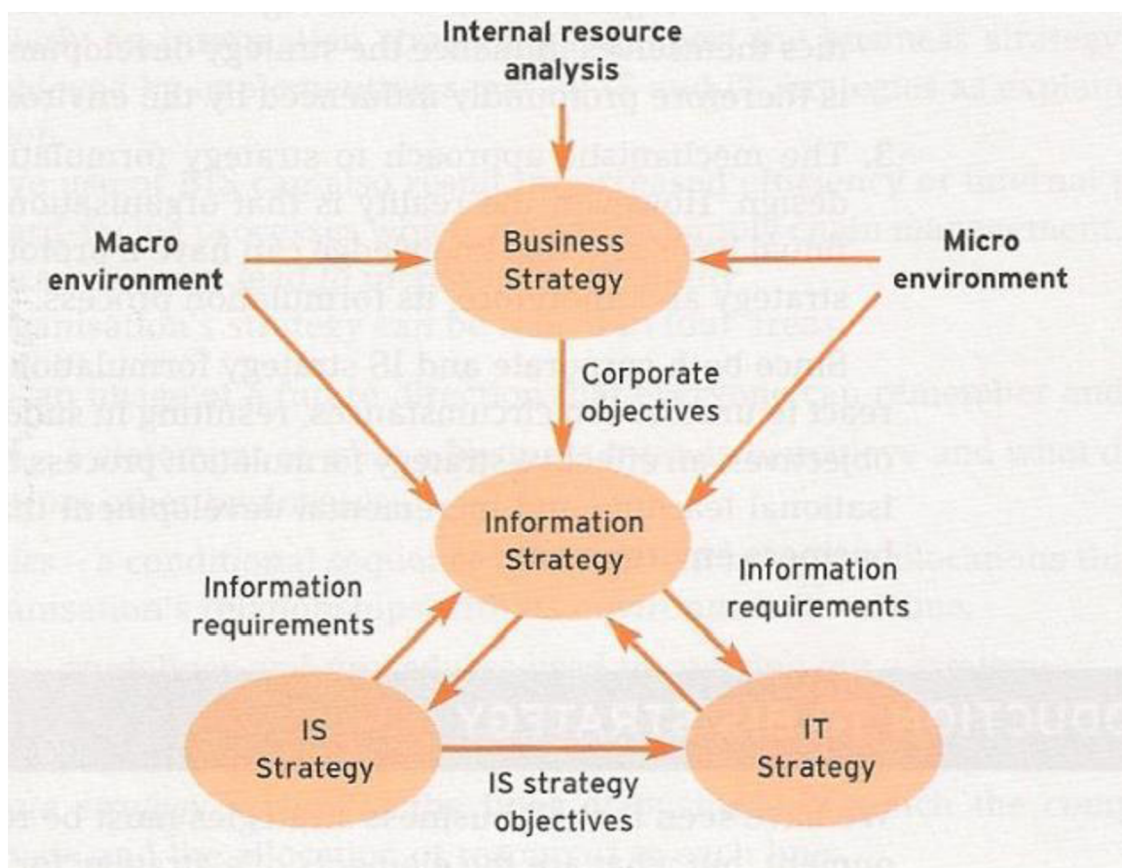 Internal resource
analysis
Macro
environment
Business
Strategy
Micro
environment
Corporate
objectives
Information
Strategy
Information
requirements
Information
requirements
IS
Strategy
IT
Strategy
IS strategy
objectives